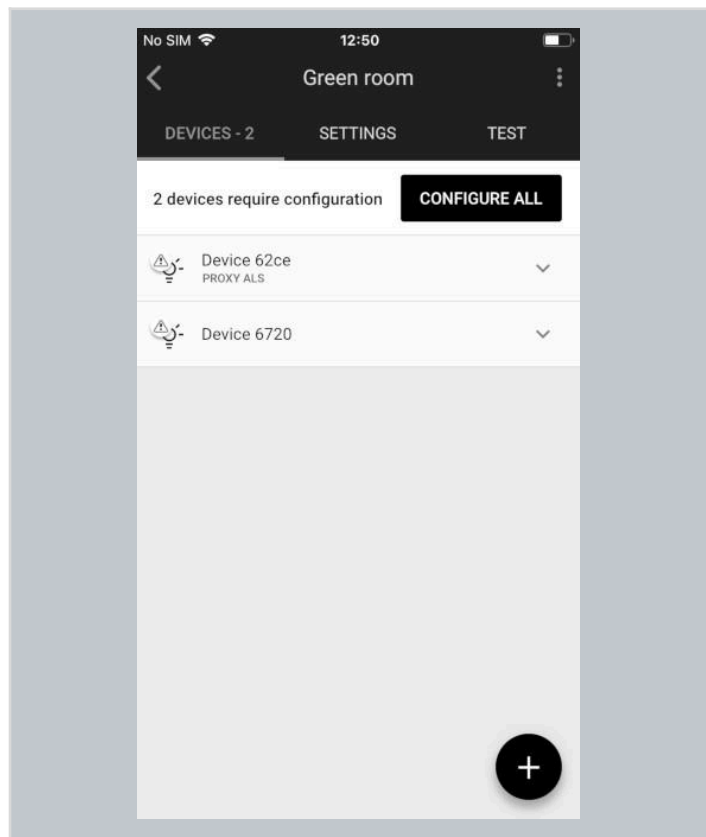 No SIM 12:50
Green room
DEVICES - 2 SETTINGS TEST
2 devices require configuration CONFIGURE ALL
Device 62ce
PROXY ALS
Device 6720
+